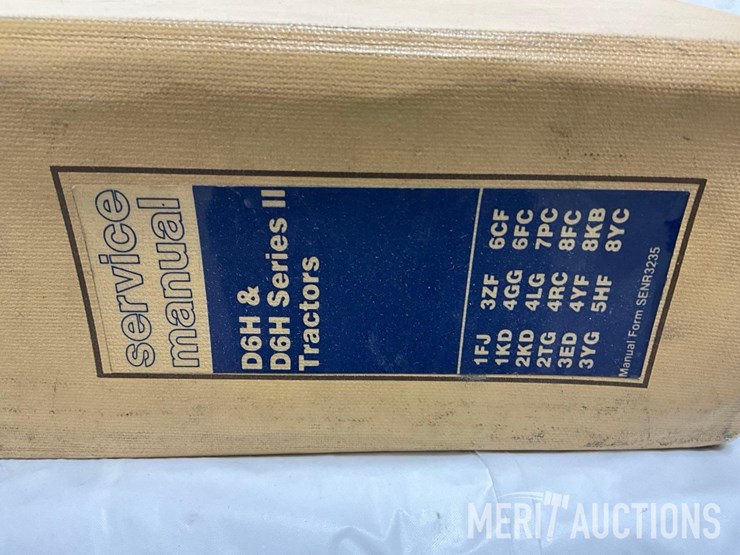 service
manual
D6H &
D6H Series II
Tractors
1FJ 3ZF 6CF
1KD 4GG 6FC
2KD 4LG 7PC
2TG 4RC 8FC
3ED 4YF 8KB
3YG 5HF 8YC
Manual Form SENR3235
MERIT AUCTIONS